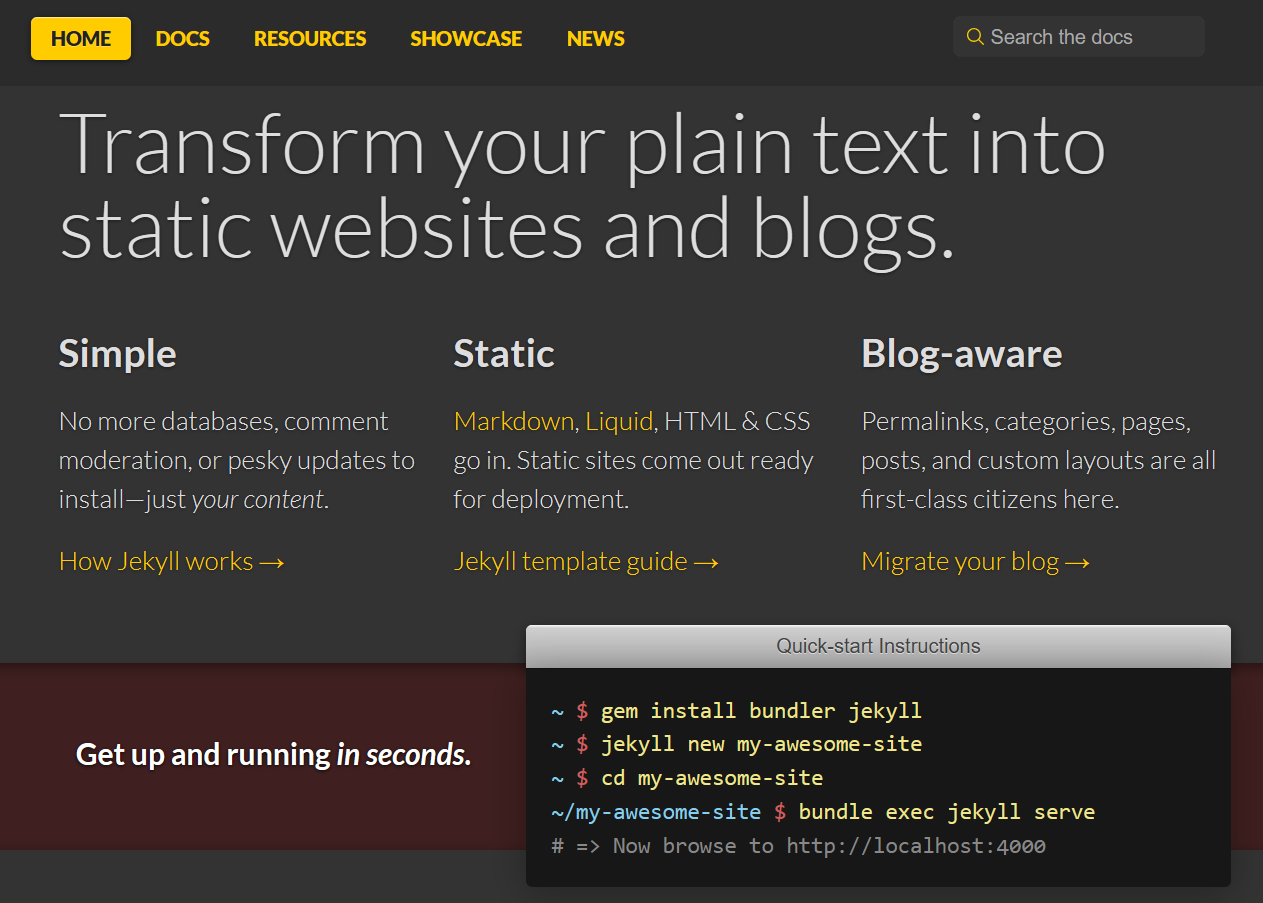 HOME DOCS RESOURCES SHOWCASE NEWS Search the docs
Transform your plain text into
static websites and blogs.
Simple
No more databases, comment
moderation, or pesky updates to
install—just your content.
How Jekyll works →
Static
Markdown, Liquid, HTML & CSS
go in. Static sites come out ready
for deployment.
Jekyll template guide →
Blog-aware
Permalinks, categories, pages,
posts, and custom layouts are all
first-class citizens here.
Migrate your blog →
Get up and running in seconds.
Quick-start Instructions
~ $ gem install bundler jekyll
~ $ jekyll new my-awesome-site
~ $ cd my-awesome-site
~/my-awesome-site $ bundle exec jekyll serve
# => Now browse to http://localhost:4000